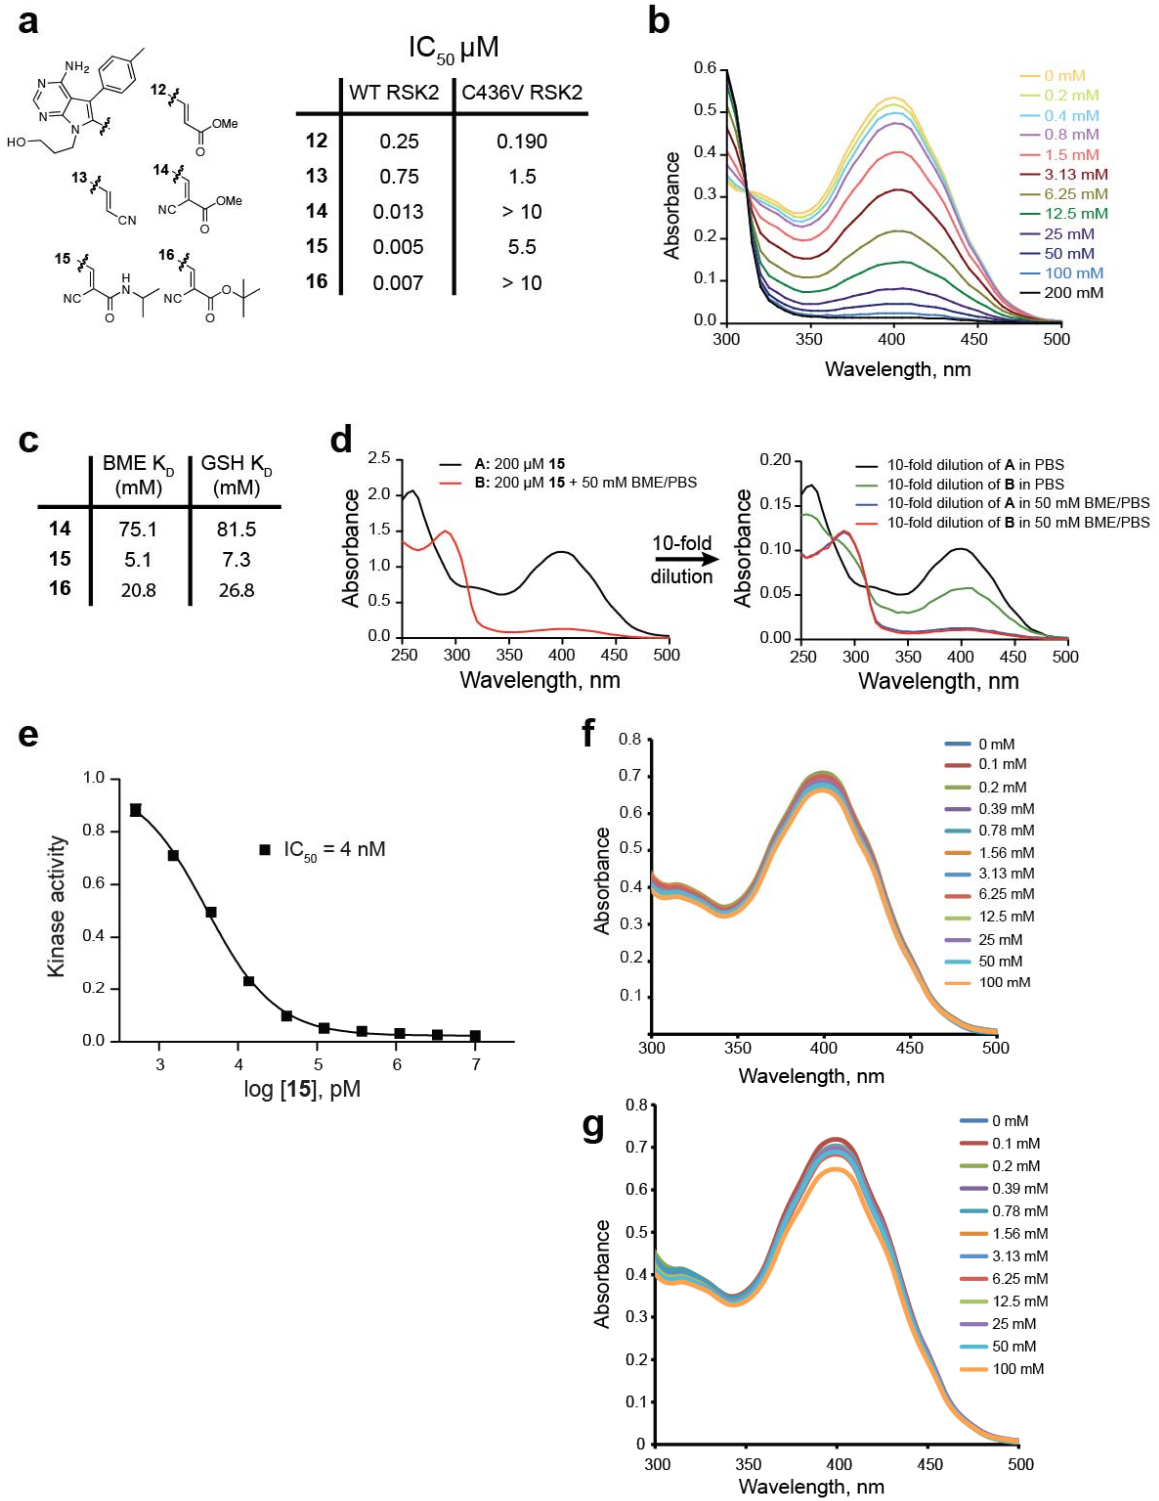 a
NH₂
N
N
N
HO
12
OMe
O
13
CN
14
OMe
NC
O
15
H
N
NC
O
16
O
NC
O
IC₅₀ µM
WT RSK2 C436V RSK2
12 0.25 0.190
13 0.75 1.5
14 0.013 > 10
15 0.005 5.5
16 0.007 > 10
b
Absorbance
0.6
0.5
0.4
0.3
0.2
0.1
0.0
300 350 400 450 500
Wavelength, nm
0 mM
0.2 mM
0.4 mM
0.8 mM
1.5 mM
3.13 mM
6.25 mM
12.5 mM
25 mM
50 mM
100 mM
200 mM
c
BME K_D GSH K_D
(mM) (mM)
14 75.1 81.5
15 5.1 7.3
16 20.8 26.8
d
Absorbance
2.5
2.0
1.5
1.0
0.5
0.0
250 300 350 400 450 500
Wavelength, nm
A: 200 µM 15
B: 200 µM 15 + 50 mM BME/PBS
10-fold
dilution
Absorbance
0.20
0.15
0.10
0.05
0.00
250 300 350 400 450 500
Wavelength, nm
10-fold dilution of A in PBS
10-fold dilution of B in PBS
10-fold dilution of A in 50 mM BME/PBS
10-fold dilution of B in 50 mM BME/PBS
e
Kinase activity
1.0
0.8
0.6
0.4
0.2
0.0
3 4 5 6 7
log [15], pM
IC₅₀ = 4 nM
f
Absorbance
0.8
0.7
0.6
0.5
0.4
0.3
0.2
0.1
300 350 400 450 500
Wavelength, nm
0 mM
0.1 mM
0.2 mM
0.39 mM
0.78 mM
1.56 mM
3.13 mM
6.25 mM
12.5 mM
25 mM
50 mM
100 mM
g
Absorbance
0.8
0.7
0.6
0.5
0.4
0.3
0.2
0.1
0
300 350 400 450 500
Wavelength, nm
0 mM
0.1 mM
0.2 mM
0.39 mM
0.78 mM
1.56 mM
3.13 mM
6.25 mM
12.5 mM
25 mM
50 mM
100 mM